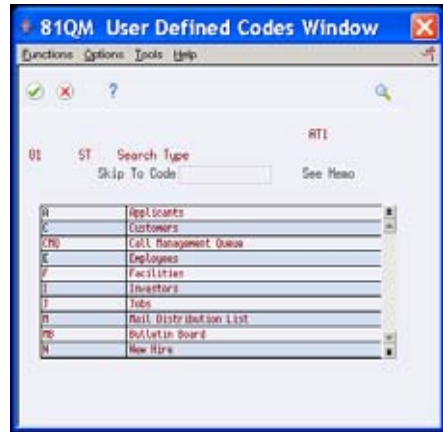 81QM User Defined Codes Window
Functions Options Tools Help
?
AT1
01 ST Search Type
Skip To Code See Memo
A Applicants
C Customers
CMQ Call Management Queue
E Employees
F Facilities
I Investors
J Jobs
M Mail Distribution List
MB Bulletin Board
N New Hire